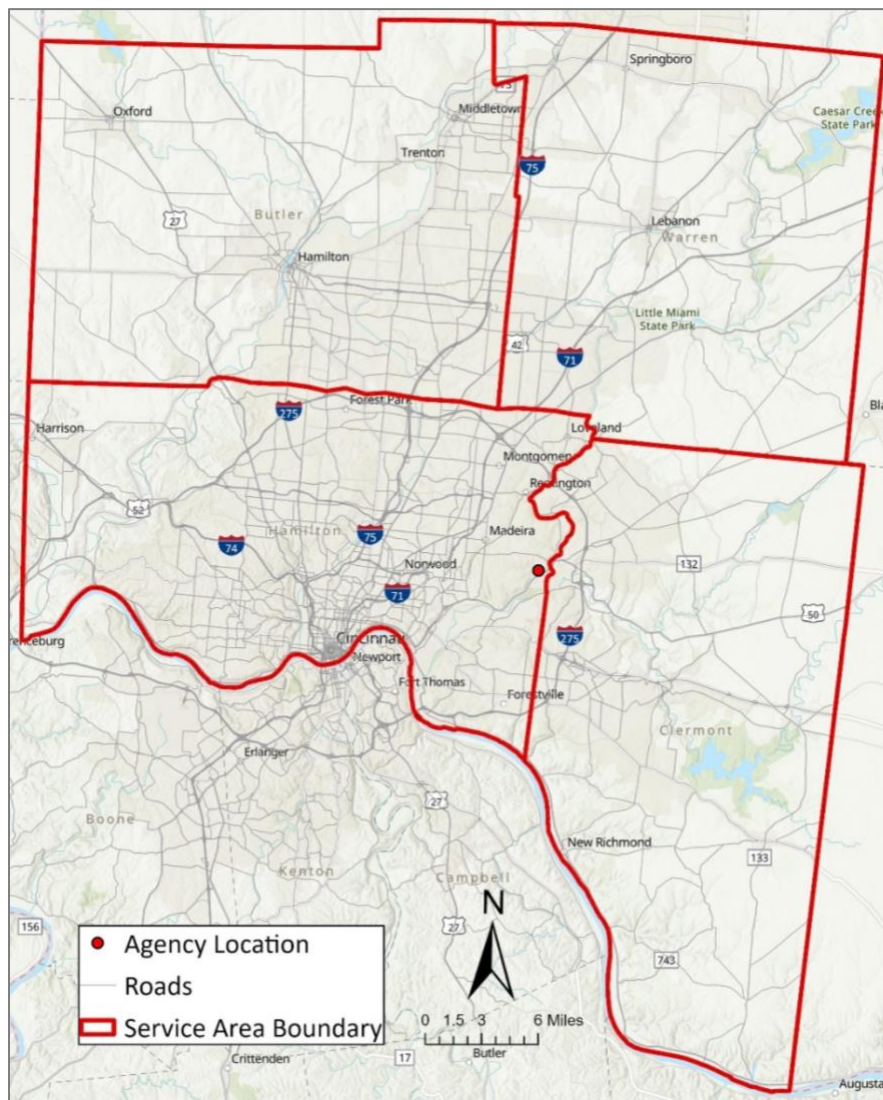 Springboro
75
Oxford
Middletown
Caesar Creek
State Park
Trenton
75
27
Butler
Lebanon
Warren
Hamilton
Little Miami
State Park
42
71
Forest Park
275
Harrison
Montgomery
52
Madeira
Hamilton
75
74
132
Norwood
71
50
275
Cincinnati
Newport
Fort Thomas
Forestville
Clermont
Erlanger
27
Boone
New Richmond
133
Kenton
Campbell
N
156
27
Agency Location
Roads
Service Area Boundary
743
0 1.5 3 6 Miles
Crittenden
17
Butler
Augusta